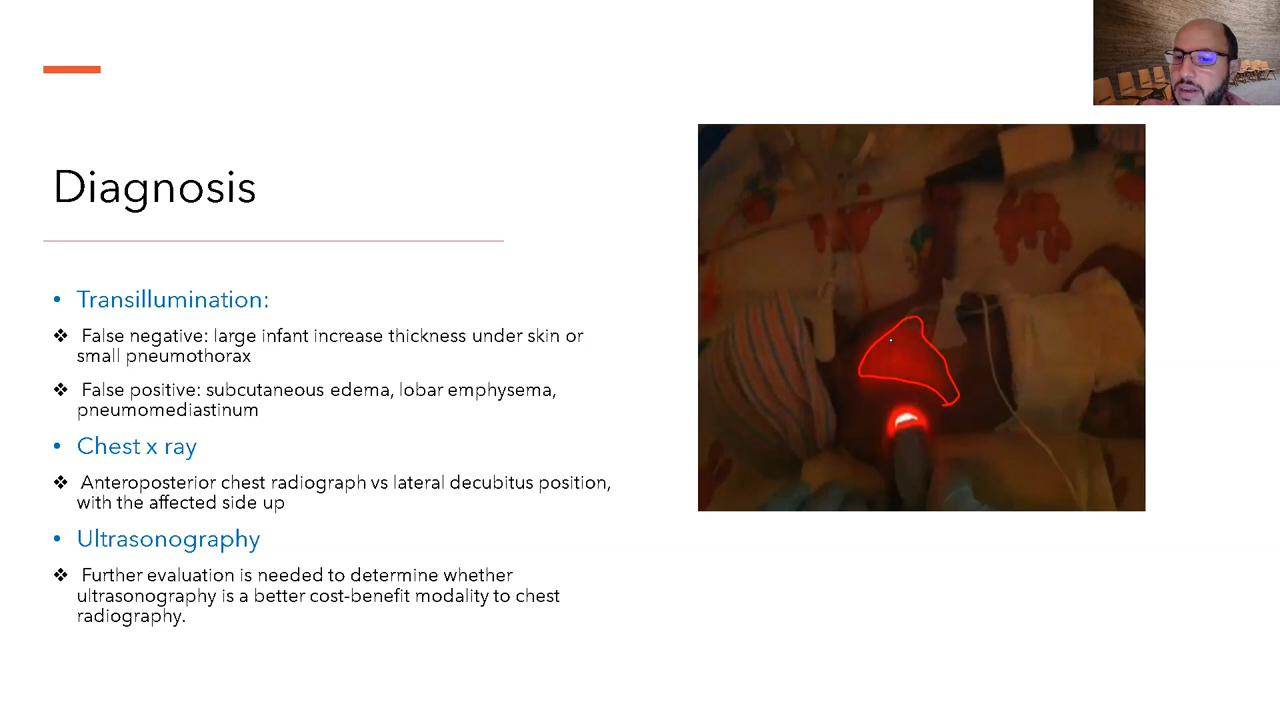 Diagnosis
• Transillumination:
❖ False negative: large infant increase thickness under skin or
small pneumothorax
❖ False positive: subcutaneous edema, lobar emphysema,
pneumomediastinum
• Chest x ray
❖ Anteroposterior chest radiograph vs lateral decubitus position,
with the affected side up
• Ultrasonography
❖ Further evaluation is needed to determine whether
ultrasonography is a better cost-benefit modality to chest
radiography.